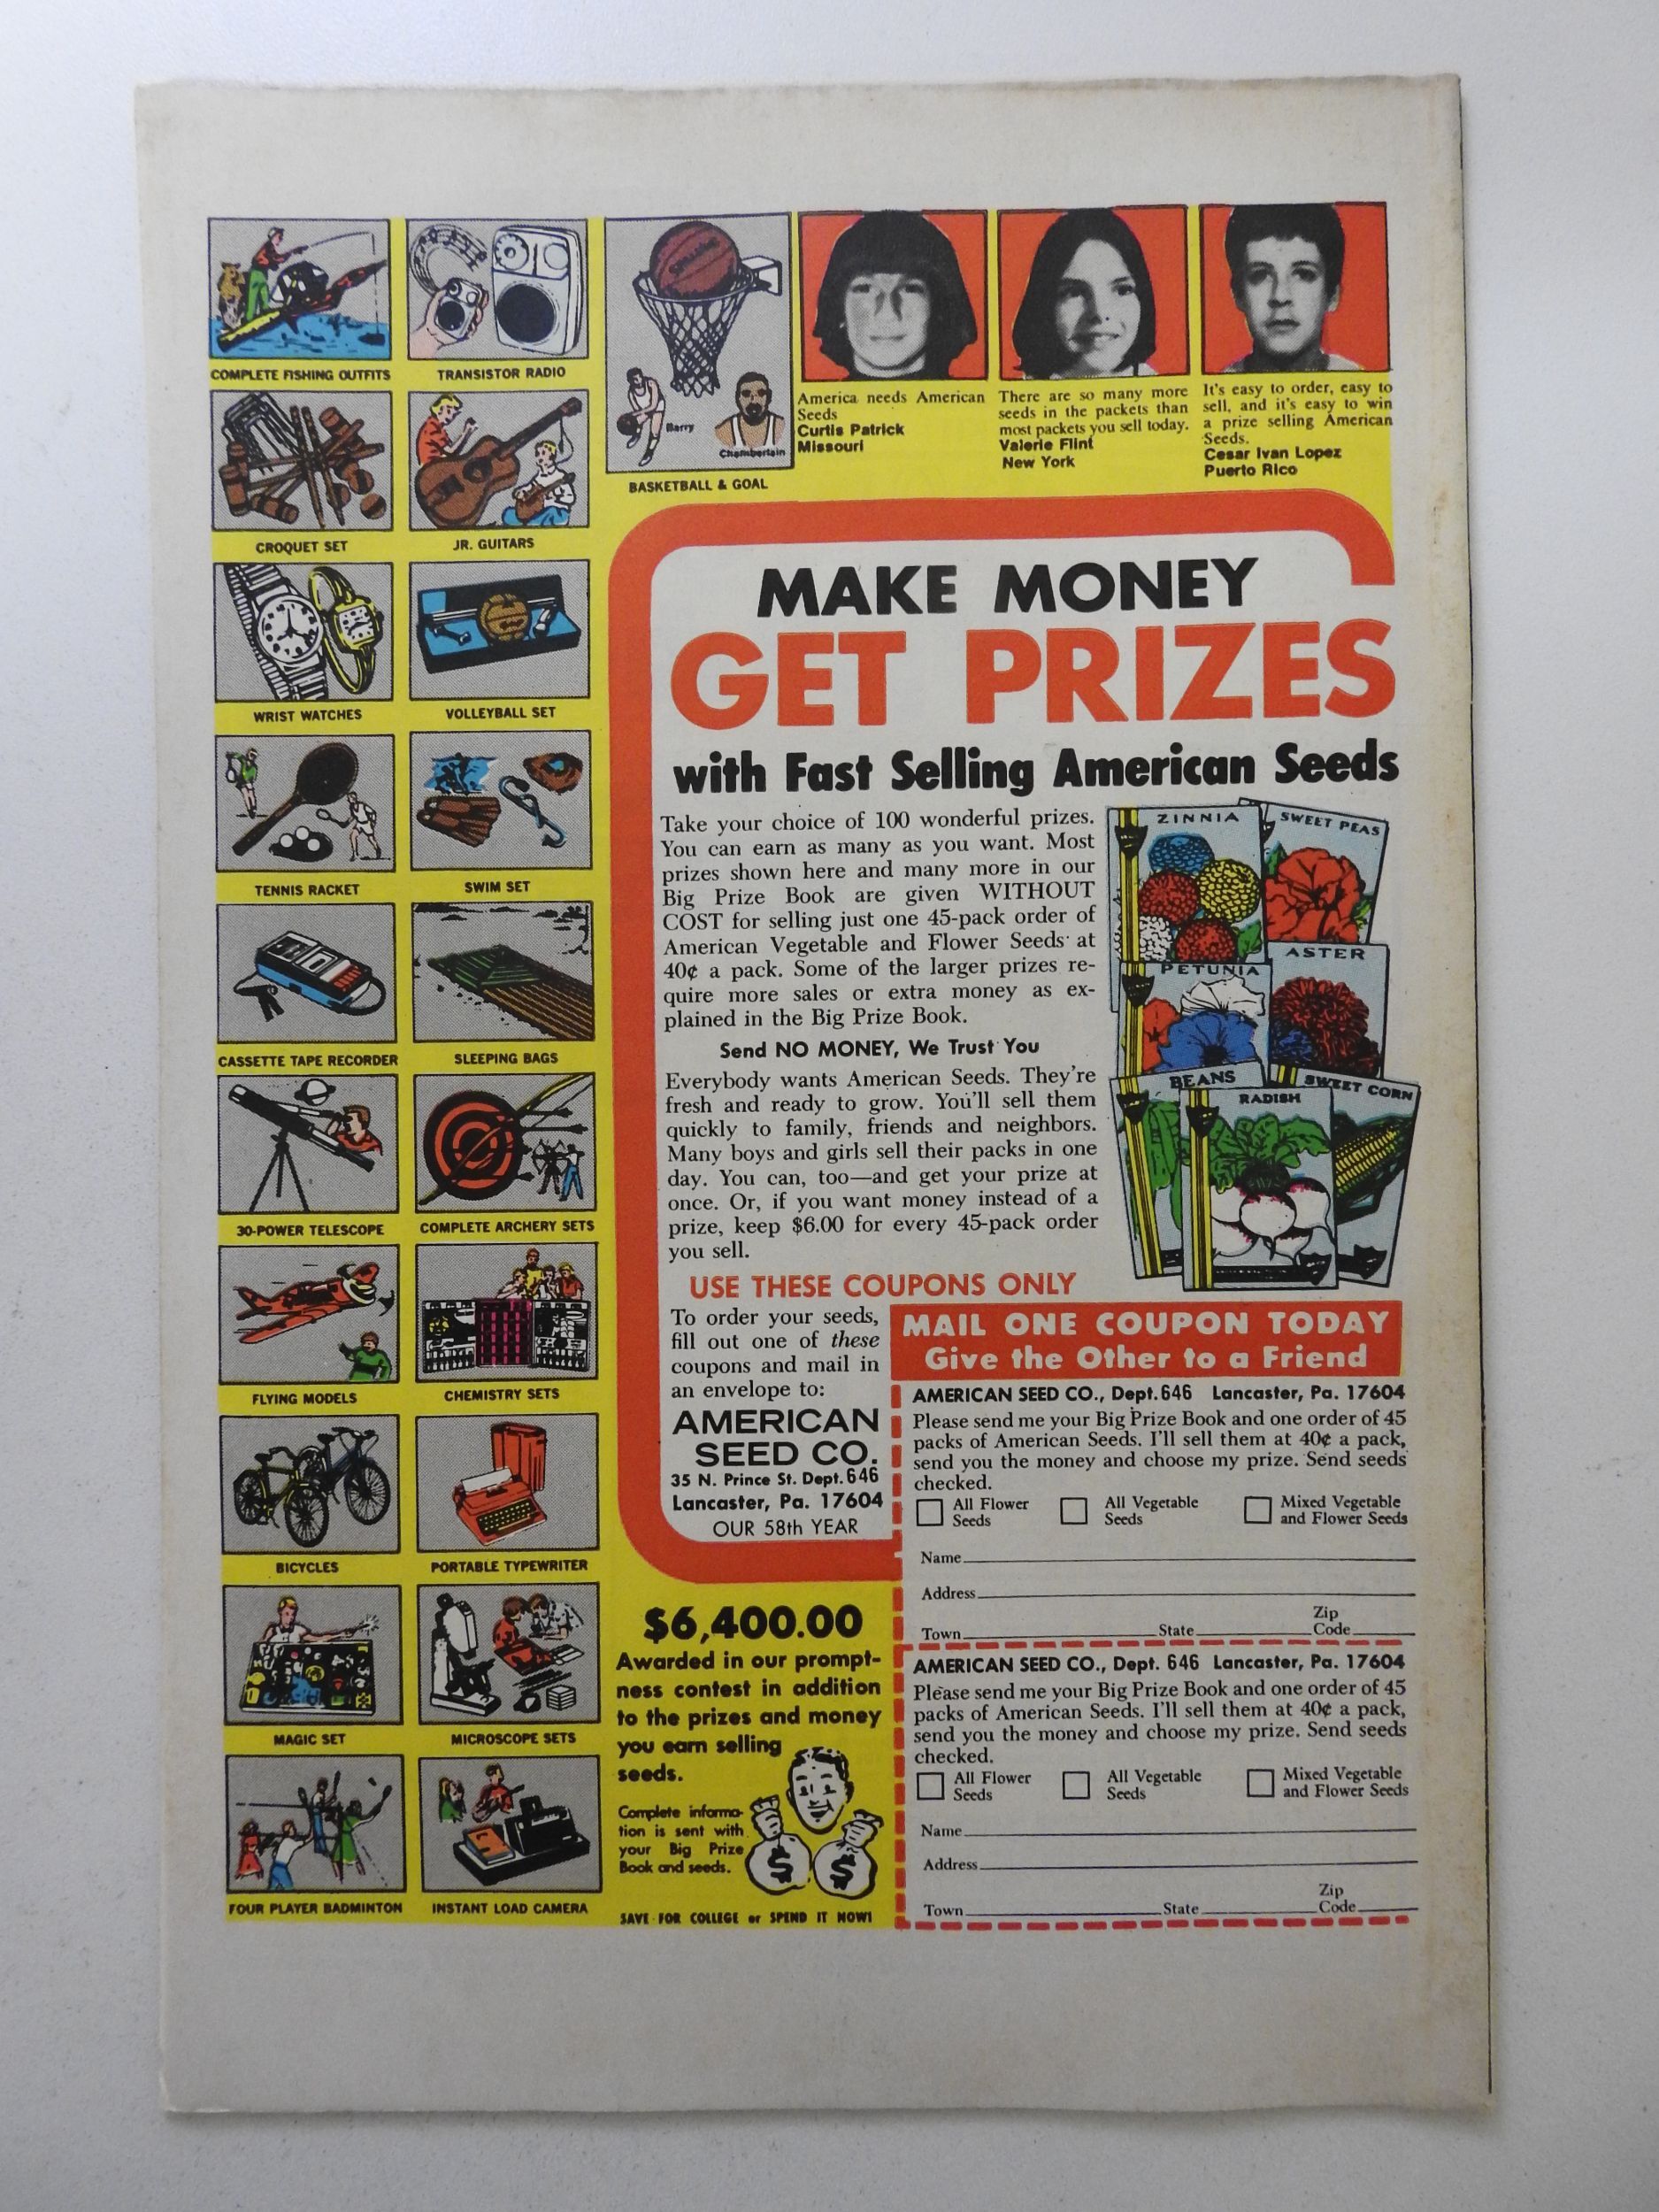 COMPLETE FISHING OUTFITS
TRANSISTOR RADIO
CROQUET SET
JR. GUITARS
WRIST WATCHES
VOLLEYBALL SET
TENNIS RACKET
SWIM SET
CASSETTE TAPE RECORDER
SLEEPING BAGS
30-POWER TELESCOPE
COMPLETE ARCHERY SETS
FLYING MODELS
CHEMISTRY SETS
BICYCLES
PORTABLE TYPEWRITER
MAGIC SET
MICROSCOPE SETS
FOUR PLAYER BADMINTON
INSTANT LOAD CAMERA
SPALDING
Barry
Chamberlain
BASKETBALL & GOAL
America needs American
Seeds
Curtis Patrick
Missouri
There are so many more
seeds in the packets than
most packets you sell today.
Valerie Flint
New York
It's easy to order, easy to
sell, and it's easy to win
a prize selling American
Seeds.
Cesar Ivan Lopez
Puerto Rico
MAKE MONEY
GET PRIZES
with Fast Selling American Seeds
Take your choice of 100 wonderful prizes.
You can earn as many as you want. Most
prizes shown here and many more in our
Big Prize Book are given WITHOUT
COST for selling just one 45-pack order of
American Vegetable and Flower Seeds at
40¢ a pack. Some of the larger prizes re-
quire more sales or extra money as ex-
plained in the Big Prize Book.
Send NO MONEY, We Trust You
Everybody wants American Seeds. They're
fresh and ready to grow. You'll sell them
quickly to family, friends and neighbors.
Many boys and girls sell their packs in one
day. You can, too—and get your prize at
once. Or, if you want money instead of a
prize, keep $6.00 for every 45-pack order
you sell.
ZINNIA
SWEET PEAS
PETUNIA
ASTER
BEANS
RADISH
SWEET CORN
USE THESE COUPONS ONLY
To order your seeds,
fill out one of these
coupons and mail in
an envelope to:
AMERICAN
SEED CO.
35 N. Prince St. Dept. 646
Lancaster, Pa. 17604
OUR 58th YEAR
$6,400.00
Awarded in our prompt-
ness contest in addition
to the prizes and money
you earn selling
seeds.
Complete informa-
tion is sent with
your Big Prize
Book and seeds.
$ $
SAVE FOR COLLEGE or SPEND IT NOW!
MAIL ONE COUPON TODAY
Give the Other to a Friend
AMERICAN SEED CO., Dept. 646 Lancaster, Pa. 17604
Please send me your Big Prize Book and one order of 45
packs of American Seeds. I'll sell them at 40¢ a pack,
send you the money and choose my prize. Send seeds
checked.
All Flower Seeds
All Vegetable Seeds
Mixed Vegetable and Flower Seeds
Name
Address
Town State Zip Code
AMERICAN SEED CO., Dept. 646 Lancaster, Pa. 17604
Please send me your Big Prize Book and one order of 45
packs of American Seeds. I'll sell them at 40¢ a pack,
send you the money and choose my prize. Send seeds
checked.
All Flower Seeds
All Vegetable Seeds
Mixed Vegetable and Flower Seeds
Name
Address
Town State Zip Code